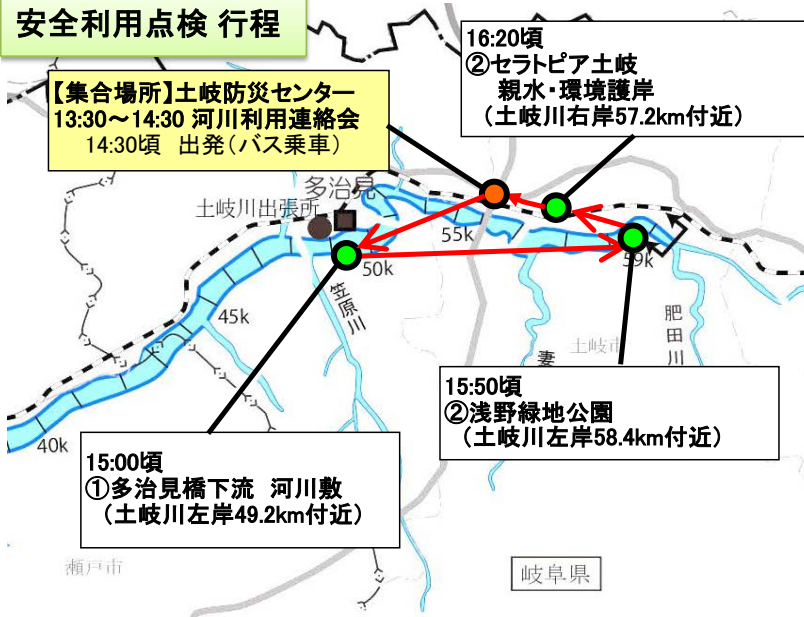 安全利用点検 行程
【集合場所】土岐防災センター
13:30～14:30 河川利用連絡会
14:30頃 出発（バス乗車）
16:20頃
②セラトピア土岐
親水・環境護岸
（土岐川右岸57.2km付近）
多治見
土岐川出張所
55k
50k
59k
笠原川
45k
肥田川
土岐市
妻
40k
15:50頃
②浅野緑地公園
（土岐川左岸58.4km付近）
15:00頃
①多治見橋下流 河川敷
（土岐川左岸49.2km付近）
瀬戸市
岐阜県